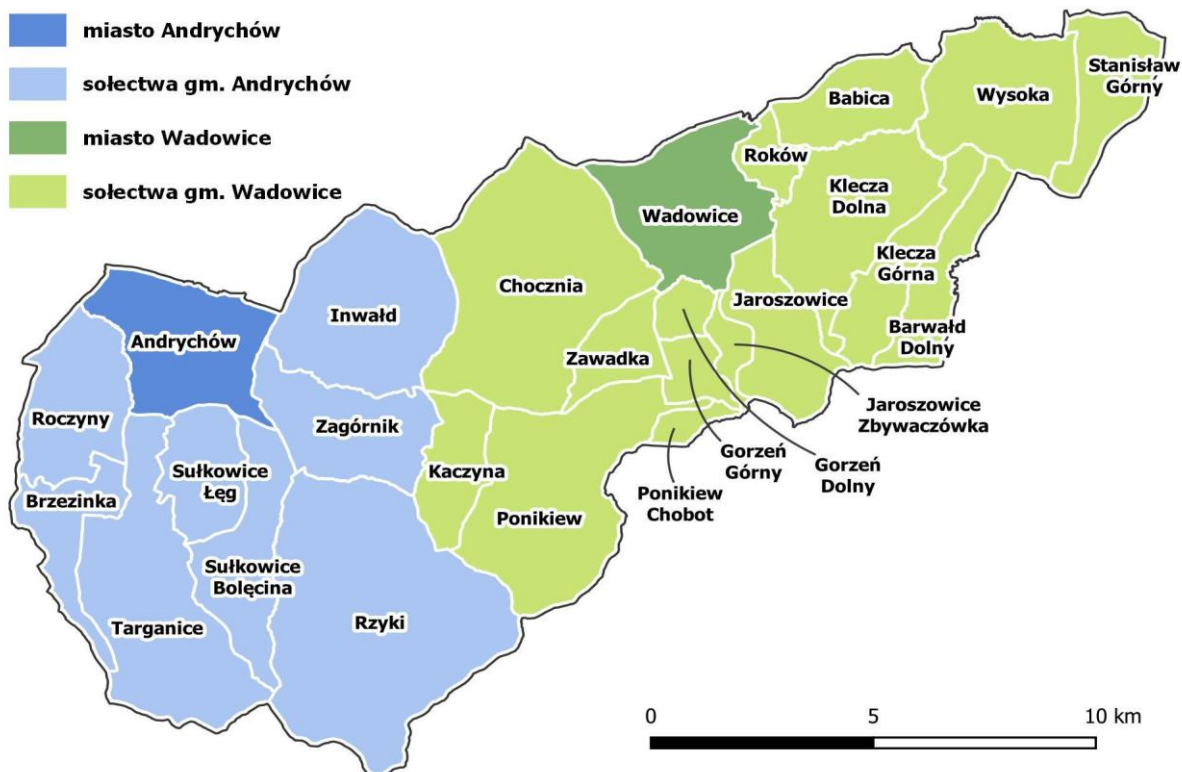 miasto Andrychów
sołectwa gm. Andrychów
miasto Wadowice
sołectwa gm. Wadowice
Stanisław
Górny
Wysoka
Babica
Roków
Klecza
Dolna
Wadowice
Klecza
Górna
Chocznia
Jaroszowice
Inwałd
Barwałd
Dolny
Andrychów
Zawadka
Jaroszowice
Zbywaczówka
Roczyny
Zagórnik
Gorzeń
Górny
Gorzeń
Dolny
Sułkowice
Łęg
Kaczyna
Ponikiew
Chobot
Brzezinka
Ponikiew
Sułkowice
Bolęcina
Targanice
Rzyki
0 5 10 km